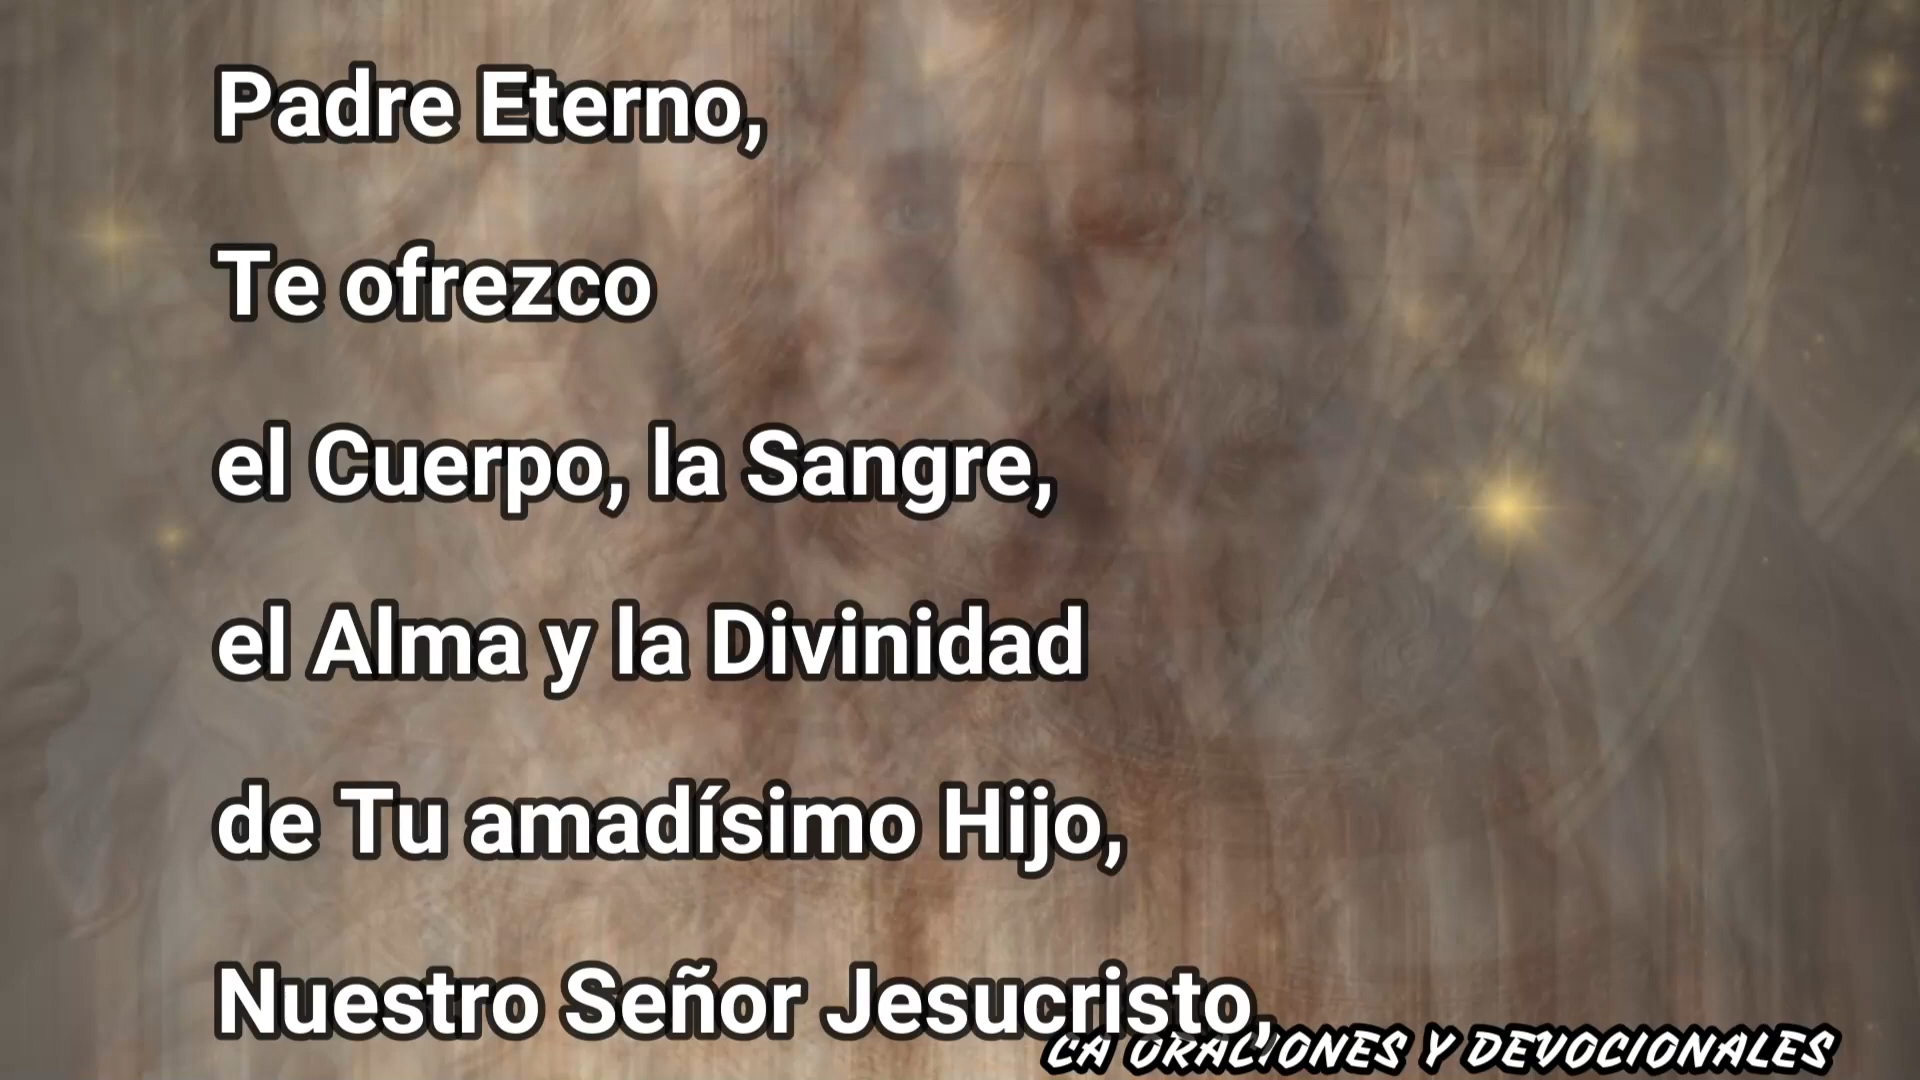 Padre Eterno,
Te ofrezco
el Cuerpo, la Sangre,
el Alma y la Divinidad
de Tu amadísimo Hijo,
Nuestro Señor Jesucristo,
CA ORACIONES Y DEVOCIONALES